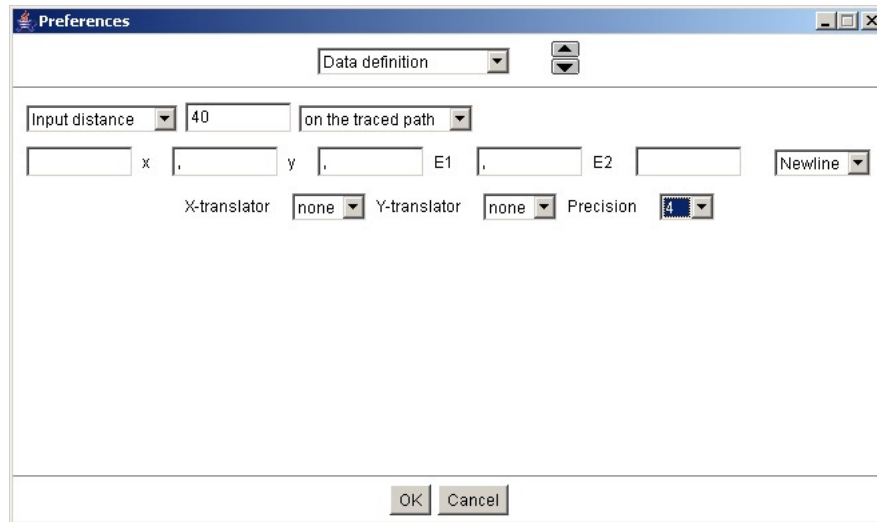 Preferences
Data definition
Input distance 40 on the traced path
x , y , E1 , E2 Newline
X-translator none Y-translator none Precision 4
OK Cancel